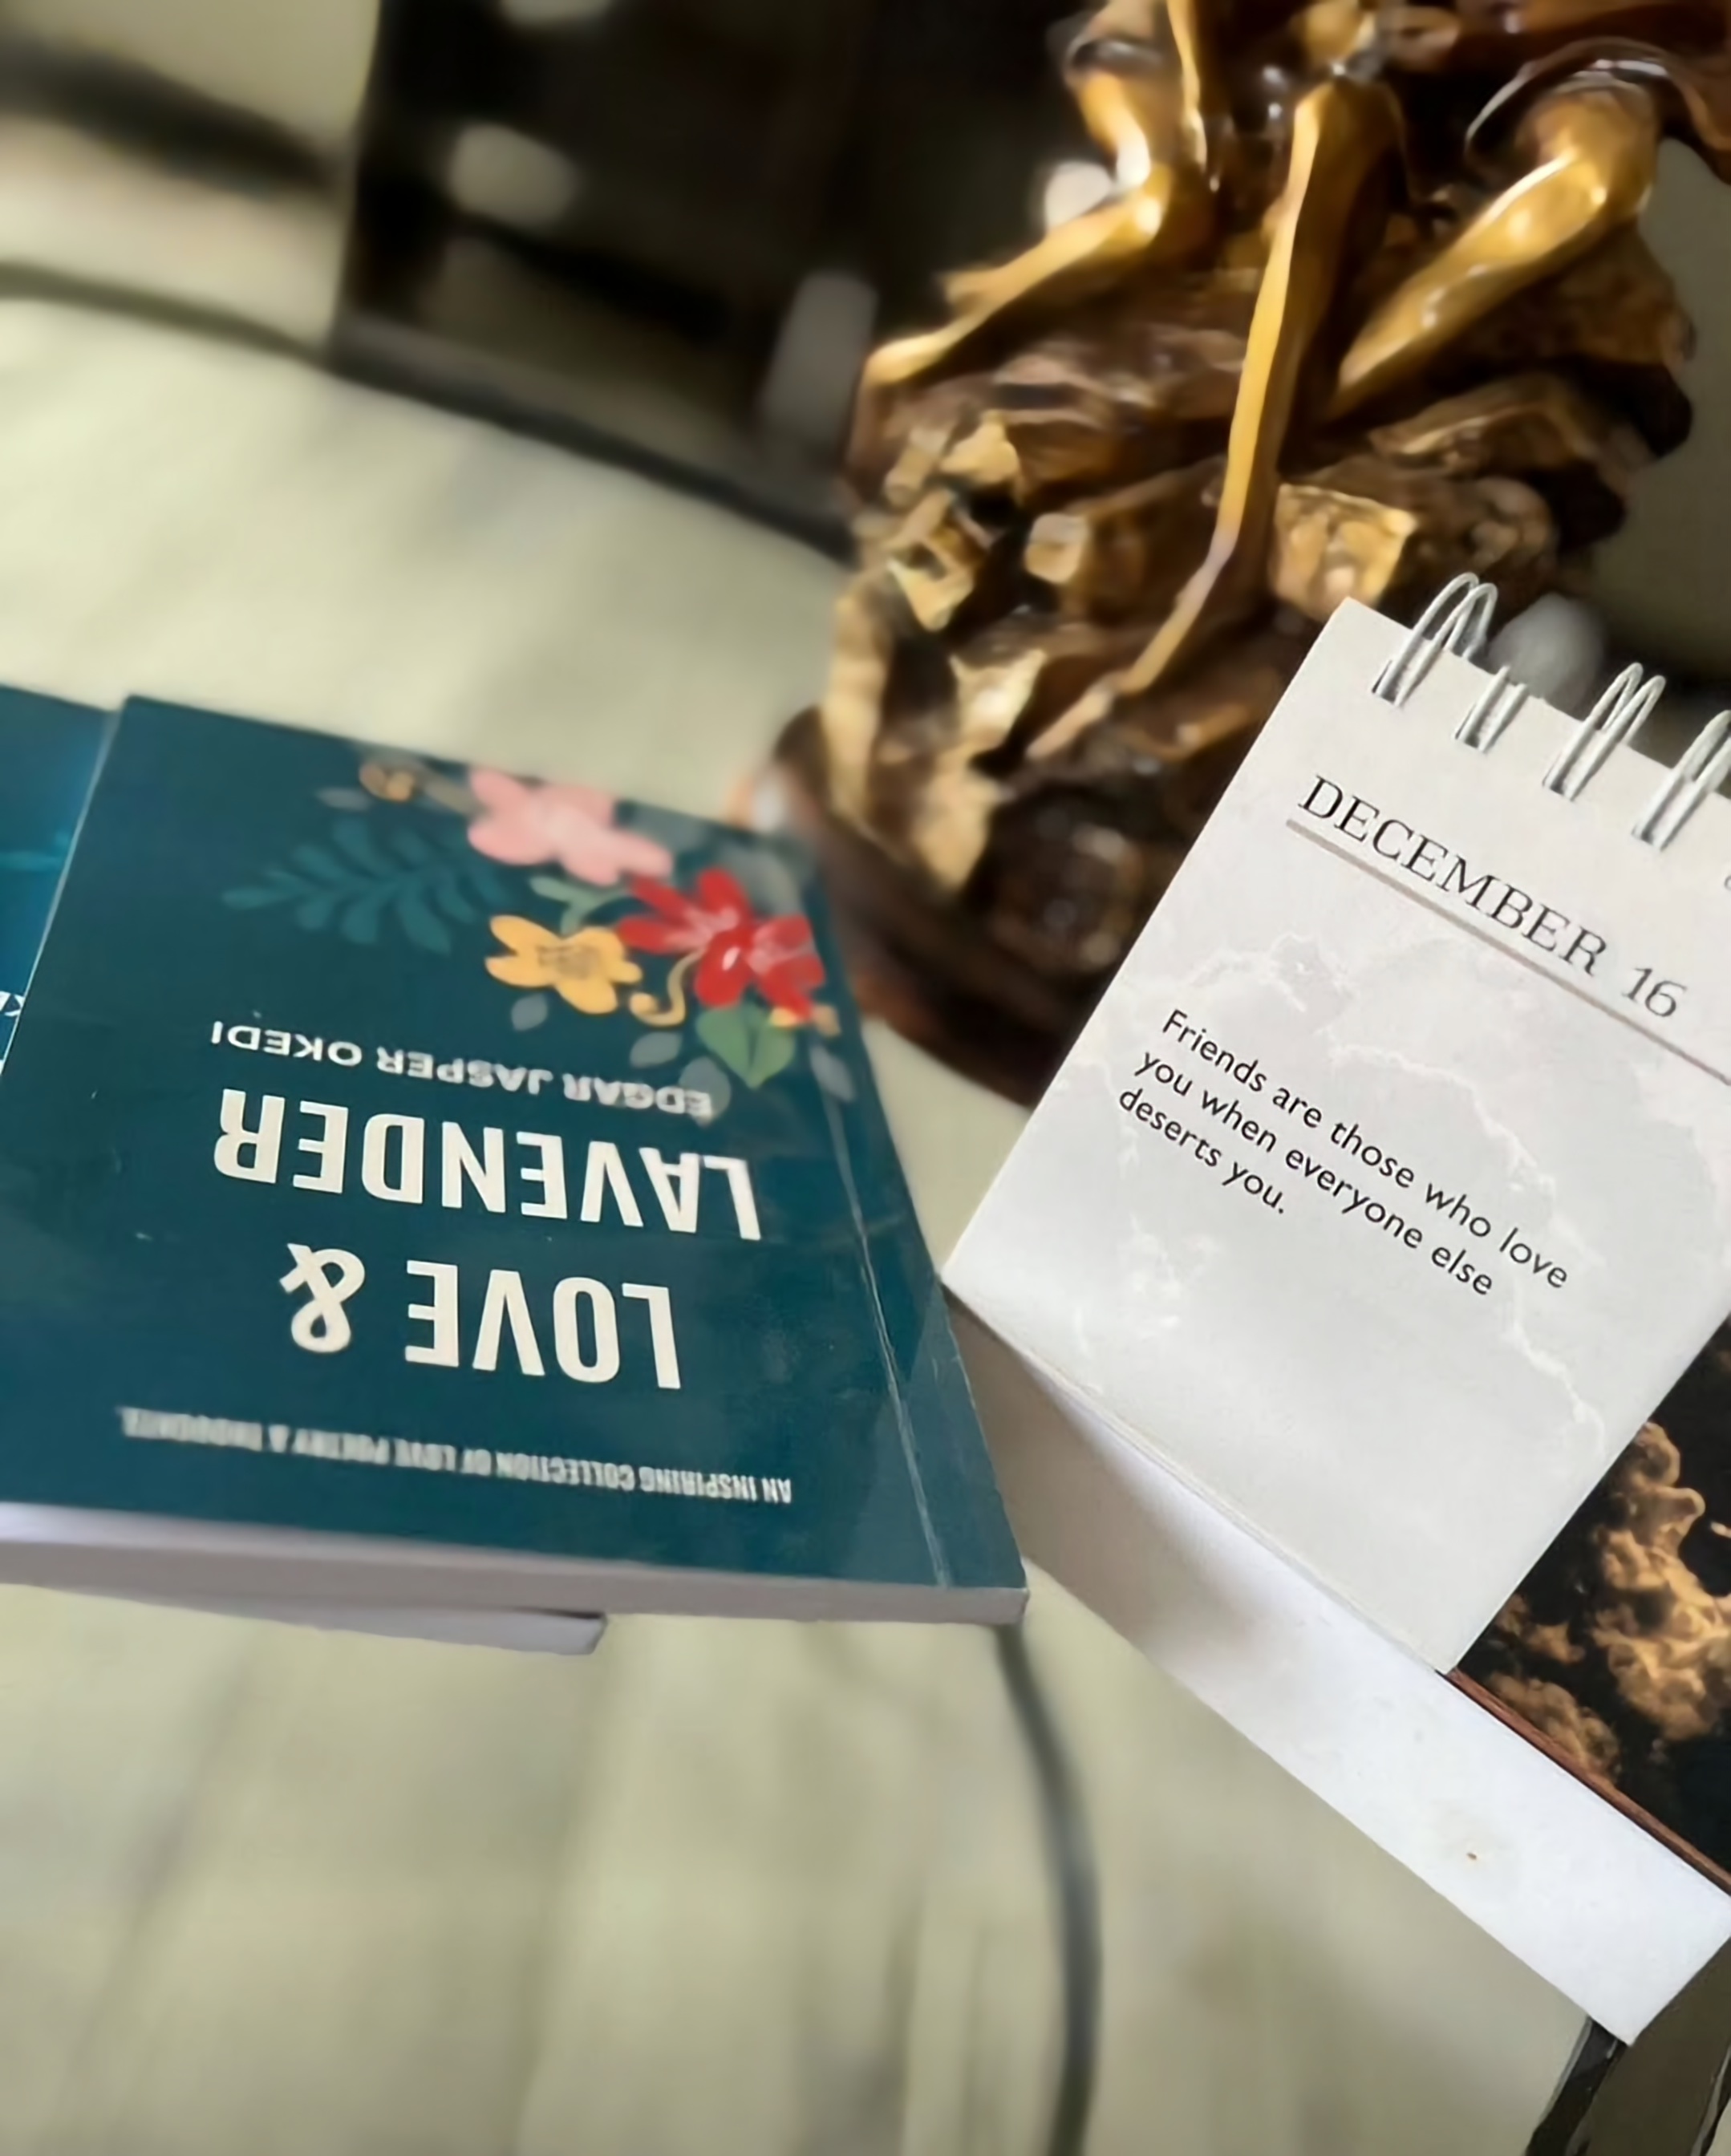 AN INSPIRING COLLECTION OF LOVE POETRY & THOUGHTS.
LOVE &
LAVENDER
EDGAR JASPER OKEDI
DECEMBER 16
Friends are those who love
you when everyone else
deserts you.